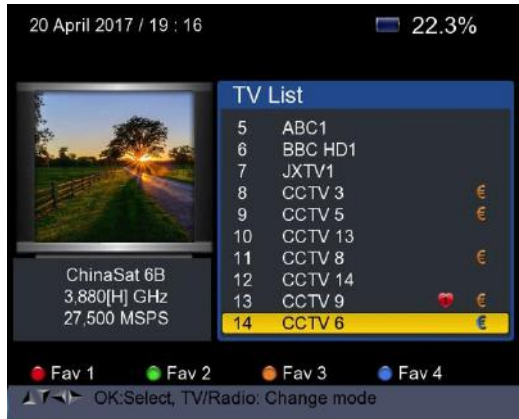 20 April 2017 / 19 : 16
22.3%
TV List
5 ABC1
6 BBC HD1
7 JXTV1
8 CCTV 3 €
9 CCTV 5 €
10 CCTV 13
11 CCTV 8 €
12 CCTV 14
13 CCTV 9 1 €
14 CCTV 6 €
ChinaSat 6B
3,880[H] GHz
27,500 MSPS
Fav 1 Fav 2 Fav 3 Fav 4
OK:Select, TV/Radio: Change mode